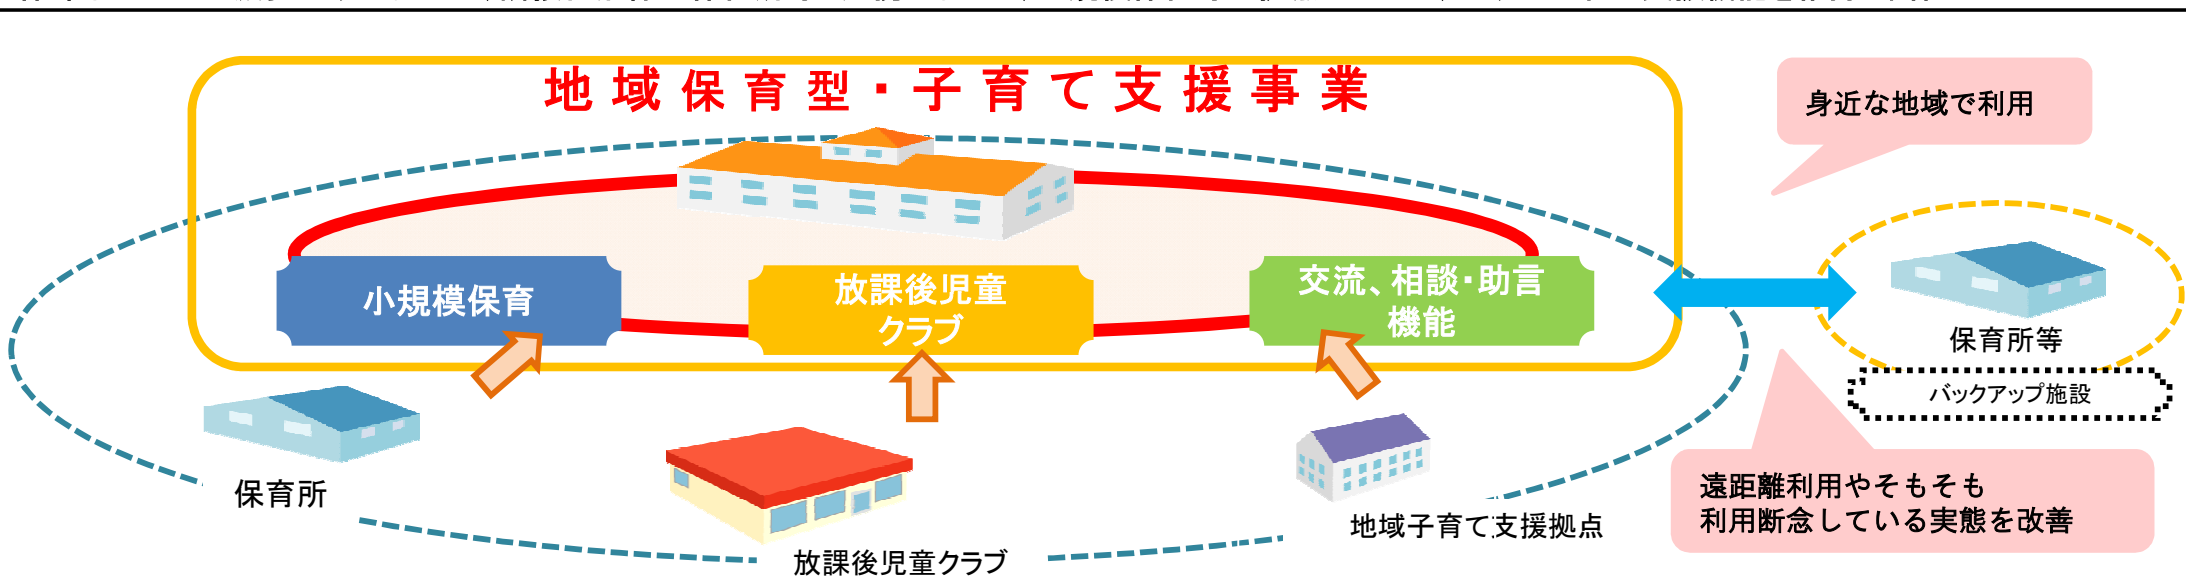 地域保育型・子育て支援事業
身近な地域で利用
小規模保育
放課後児童
クラブ
交流、相談・助言
機能
保育所等
バックアップ施設
保育所
放課後児童クラブ
地域子育て支援拠点
遠距離利用やそもそも
利用断念している実態を改善